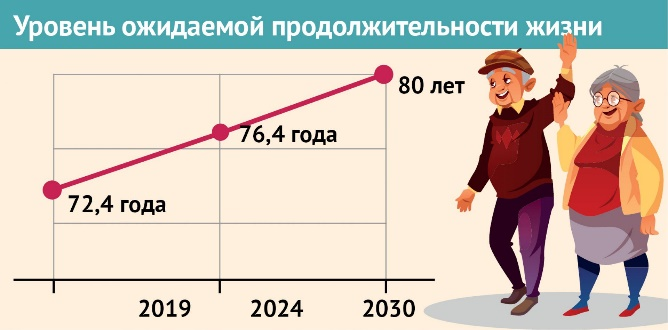 Уровень ожидаемой продолжительности жизни
80 лет
76,4 года
72,4 года
2019 2024 2030